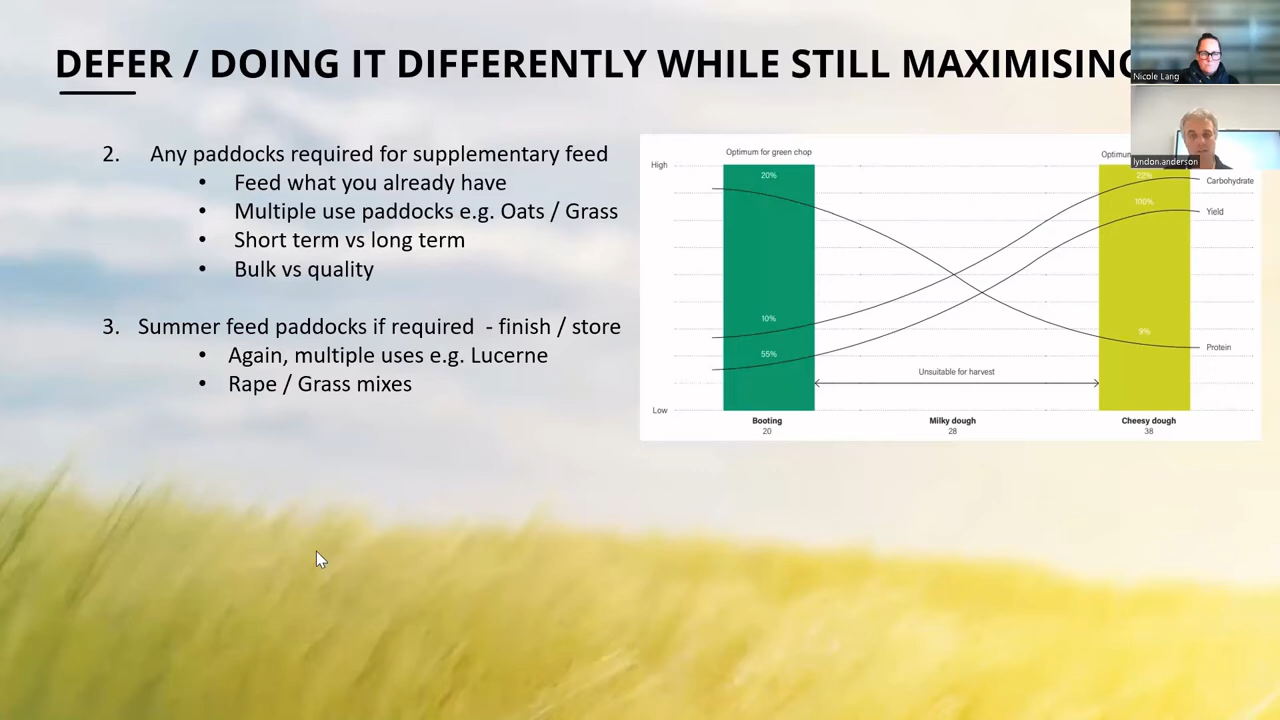 DEFER / DOING IT DIFFERENTLY WHILE STILL MAXIMISING
Nicole Lang
lyndon.anderson
2. Any paddocks required for supplementary feed
• Feed what you already have
• Multiple use paddocks e.g. Oats / Grass
• Short term vs long term
• Bulk vs quality
3. Summer feed paddocks if required - finish / store
• Again, multiple uses e.g. Lucerne
• Rape / Grass mixes
Optimum for green chop
High
20%
22%
Carbohydrate
100%
Yield
10%
9%
Protein
55%
Unsuitable for harvest
Low
Booting
20
Milky dough
28
Cheesy dough
38